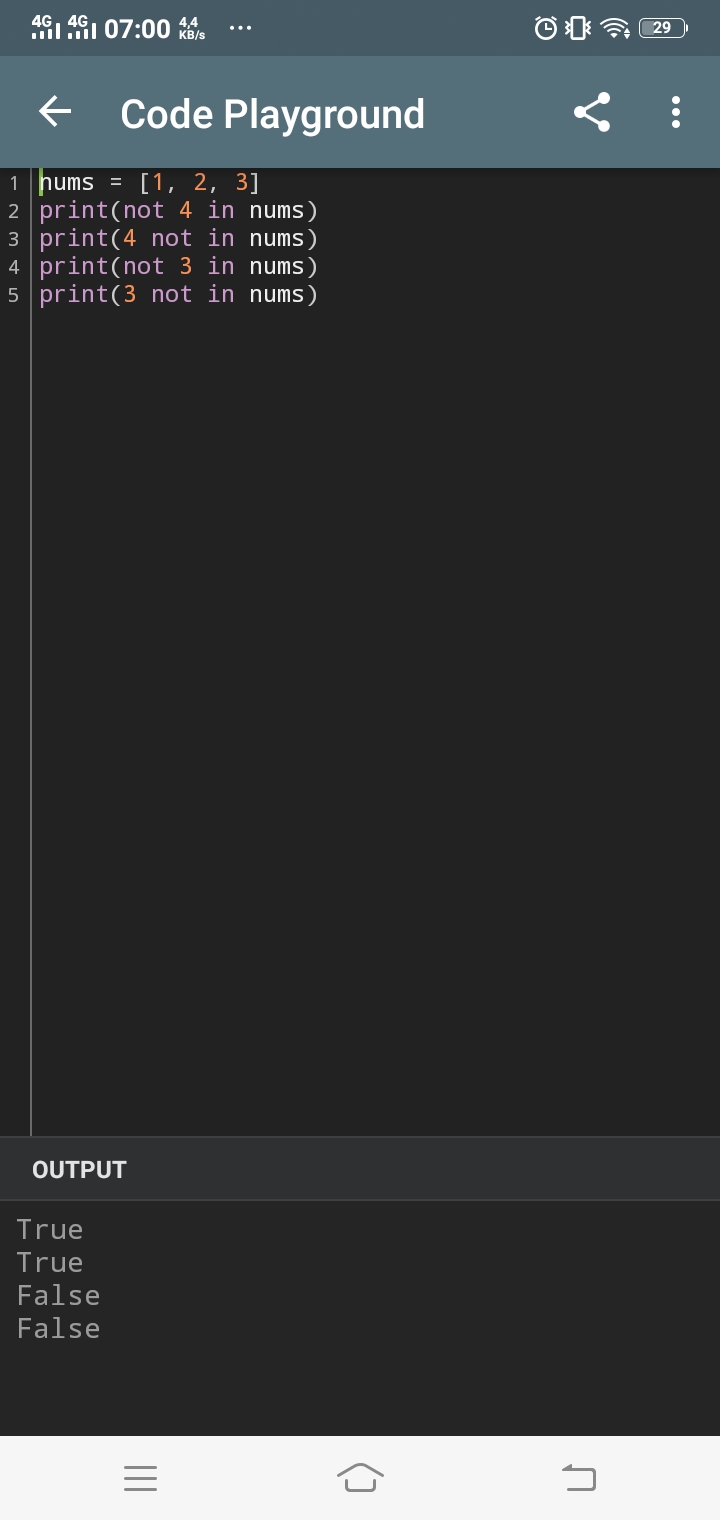 4G 4G 07:00 4,4 KB/s ... 29
Code Playground
1 nums = [1, 2, 3]
2 print(not 4 in nums)
3 print(4 not in nums)
4 print(not 3 in nums)
5 print(3 not in nums)
OUTPUT
True
True
False
False